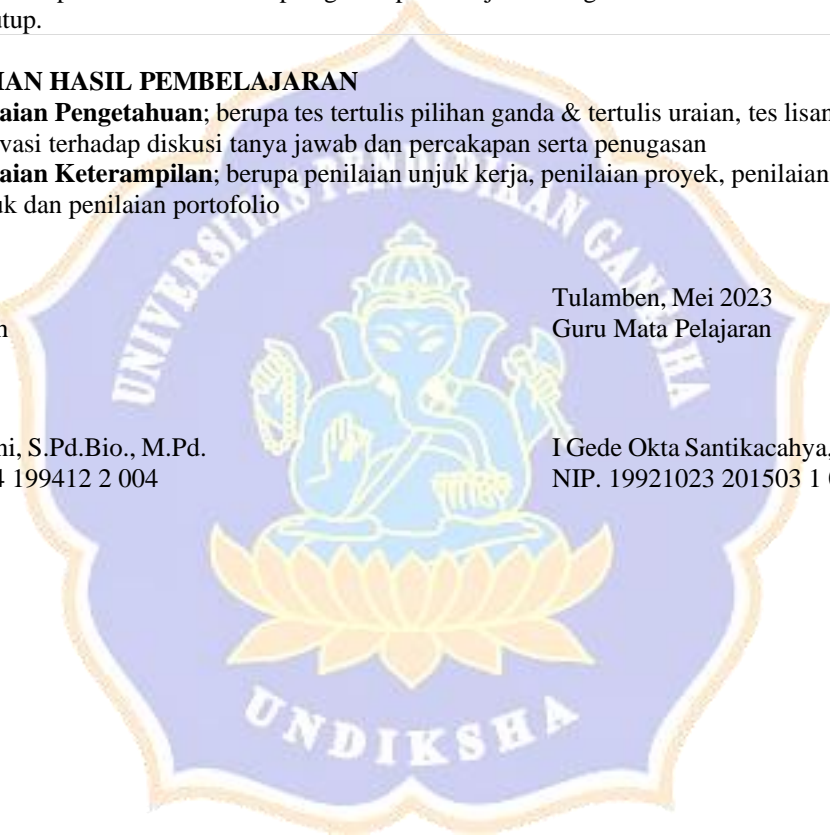 utup.
IAN HASIL PEMBELAJARAN
aian Pengetahuan; berupa tes tertulis pilihan ganda & tertulis uraian, tes lisan
vasi terhadap diskusi tanya jawab dan percakapan serta penugasan
aian Keterampilan; berupa penilaian unjuk kerja, penilaian proyek, penilaian
uk dan penilaian portofolio
UNIVERSITAS PENDIDIKAN GANESHA
Tulamben, Mei 2023
n
Guru Mata Pelajaran
ni, S.Pd.Bio., M.Pd.
I Gede Okta Santikacahya,
4 199412 2 004
NIP. 19921023 201503 1
UNDIKSHA